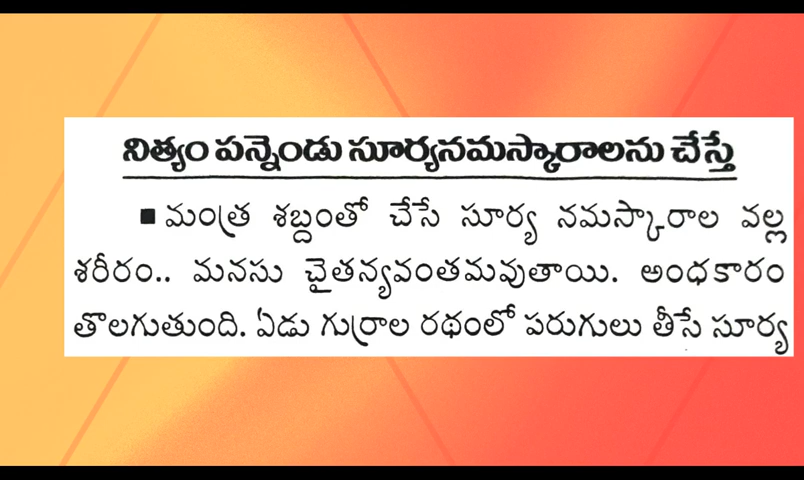 నిత్యం పన్నెండు సూర్యనమస్కారాలను చేస్తే
■ మంత్ర శబ్దంతో చేసే సూర్య నమస్కారాల వల్ల
శరీరం.. మనసు చైతన్యవంతమవుతాయి. అంధకారం
తొలగుతుంది. ఏడు గుర్రాల రథంలో పరుగులు తీసే సూర్య